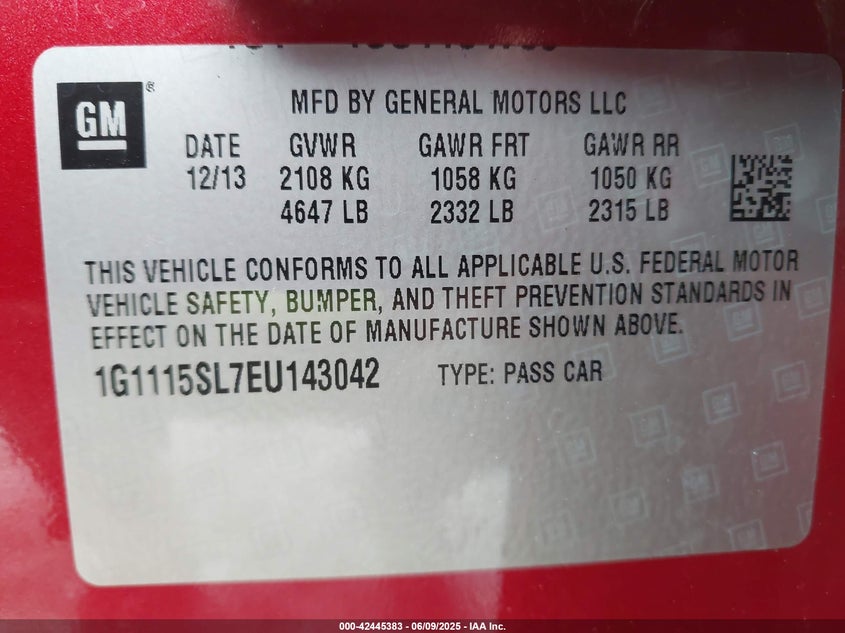 GM
®
MFD BY GENERAL MOTORS LLC
DATE GVWR GAWR FRT GAWR RR
12/13 2108 KG 1058 KG 1050 KG
4647 LB 2332 LB 2315 LB
THIS VEHICLE CONFORMS TO ALL APPLICABLE U.S. FEDERAL MOTOR
VEHICLE SAFETY, BUMPER, AND THEFT PREVENTION STANDARDS IN
EFFECT ON THE DATE OF MANUFACTURE SHOWN ABOVE.
1G1115SL7EU143042 TYPE: PASS CAR
000-42445383 - 06/09/2025 - IAA Inc.